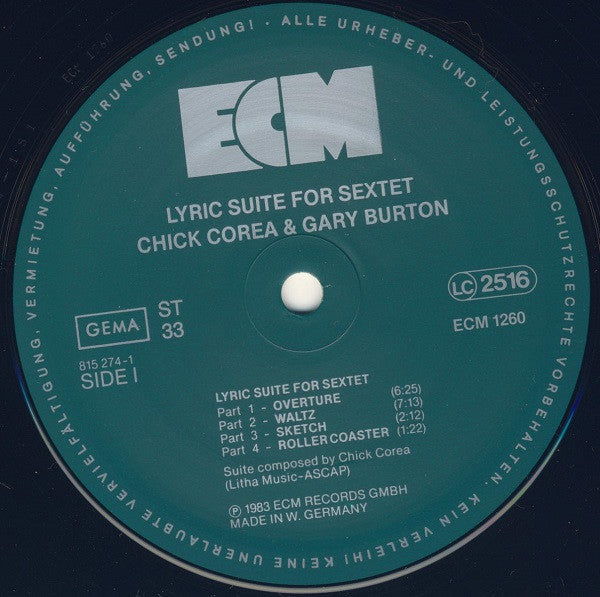 ALLE URHEBER- UND LEISTUNGSSCHUTZRECHTE VORBEHALTEN. KEIN VERLEIH! KEINE UNERLAUBTE VERVIELFÄLTIGUNG, VERMIETUNG, AUFFÜHRUNG, SENDUNG! -
ECM
LYRIC SUITE FOR SEXTET
CHICK COREA & GARY BURTON
GEMA
ST
33
815 274-1
SIDE I
LC 2516
ECM 1260
LYRIC SUITE FOR SEXTET
Part 1 - OVERTURE (6:25)
Part 2 - WALTZ (7:13)
Part 3 - SKETCH (2:12)
Part 4 - ROLLER COASTER (1:22)
Suite composed by Chick Corea
(Litha Music-ASCAP)
Ⓟ 1983 ECM RECORDS GMBH
MADE IN W. GERMANY
ECM 1260